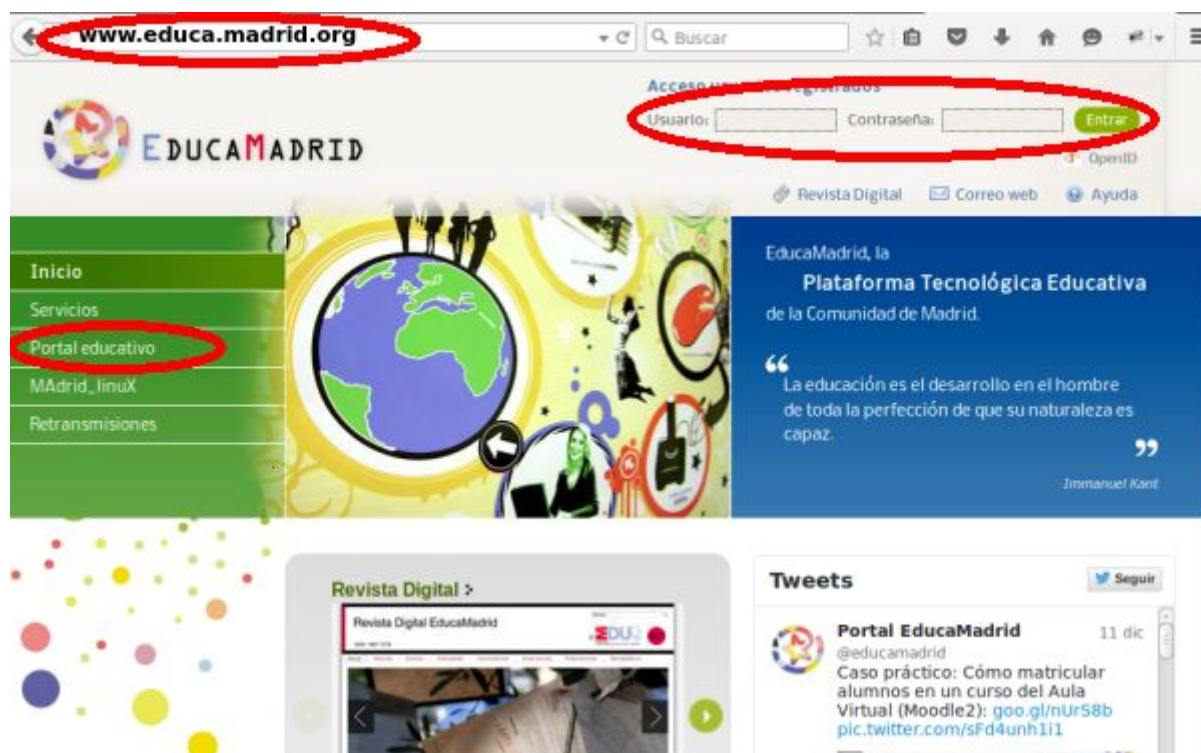 www.educa.madrid.org
Buscar
Acceso usuarios registrados
Usuario: Contraseña: Entrar
EDUCAMADRID
OpenID
Revista Digital Correo web Ayuda
Inicio
Servicios
Portal educativo
MAdrid_linuX
Retransmisiones
EducaMadrid, la
Plataforma Tecnológica Educativa
de la Comunidad de Madrid.
“
La educación es el desarrollo en el hombre
de toda la perfección de que su naturaleza es
capaz.
”
Immanuel Kant
Revista Digital
Revista Digital EducaMadrid
Tweets Seguir
Portal EducaMadrid 11 dic
@educamadrid
Caso práctico: Cómo matricular
alumnos en un curso del Aula
Virtual (Moodle2): goo.gl/nUrS8b
pic.twitter.com/sFd4unh1i1